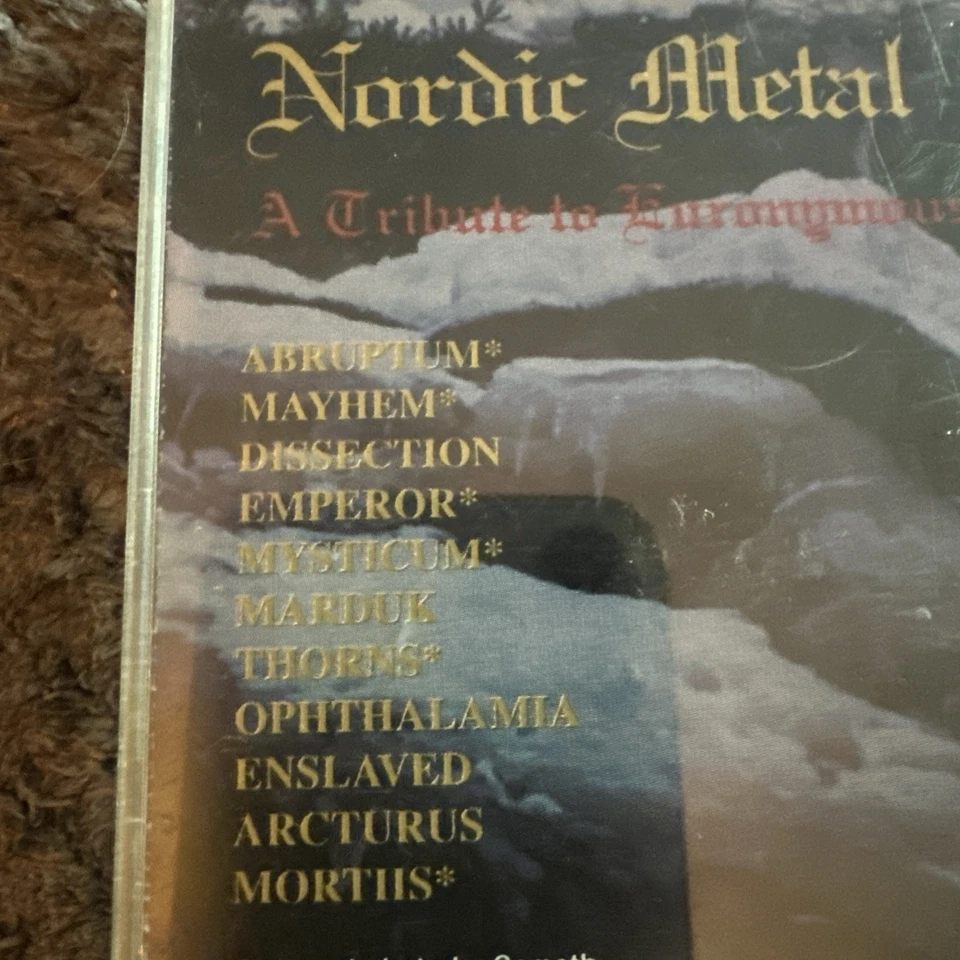 Nordic Metal
A Tribute to Euronymous
ABRUPTUM*
MAYHEM*
DISSECTION
EMPEROR*
MYSTICUM*
MARDUK
THORNS*
OPHTHALAMIA
ENSLAVED
ARCTURUS
MORTIIS*